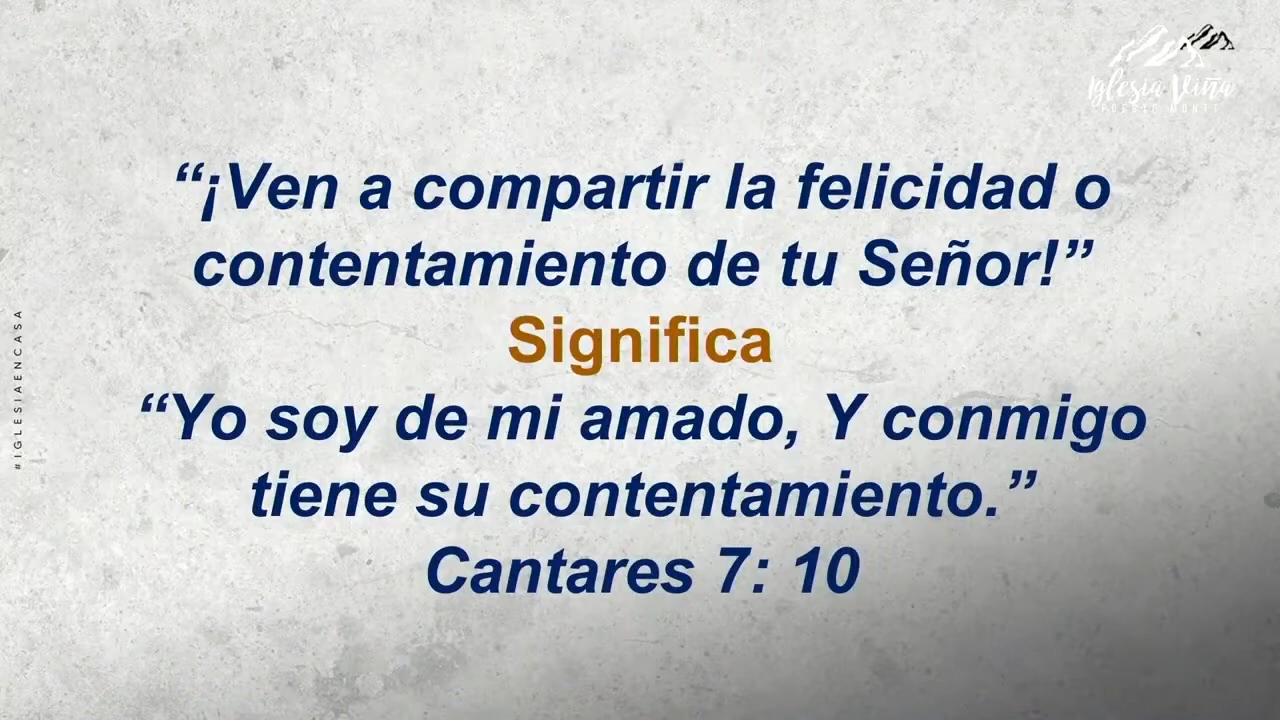 Iglesia Viña
“¡Ven a compartir la felicidad o
contentamiento de tu Señor!”
Significa
“Yo soy de mi amado, Y conmigo
tiene su contentamiento.”
Cantares 7: 10
#IGLESIAENCASA